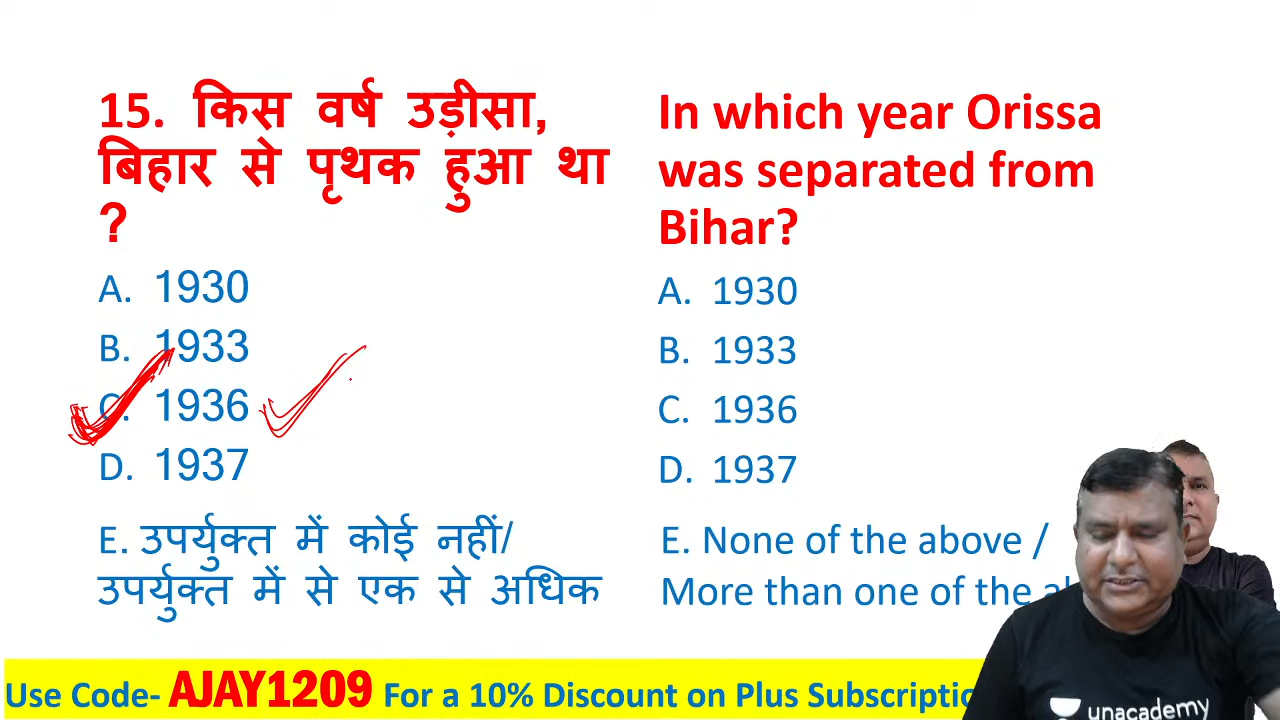 15. किस वर्ष उड़ीसा,
बिहार से पृथक हुआ था
?
A. 1930
B. 1933
C. 1936
D. 1937
E. उपर्युक्त में कोई नहीं/
उपर्युक्त में से एक से अधिक
In which year Orissa
was separated from
Bihar?
A. 1930
B. 1933
C. 1936
D. 1937
E. None of the above /
More than one of the
Use Code- AJAY1209 For a 10% Discount on Plus
unacademy